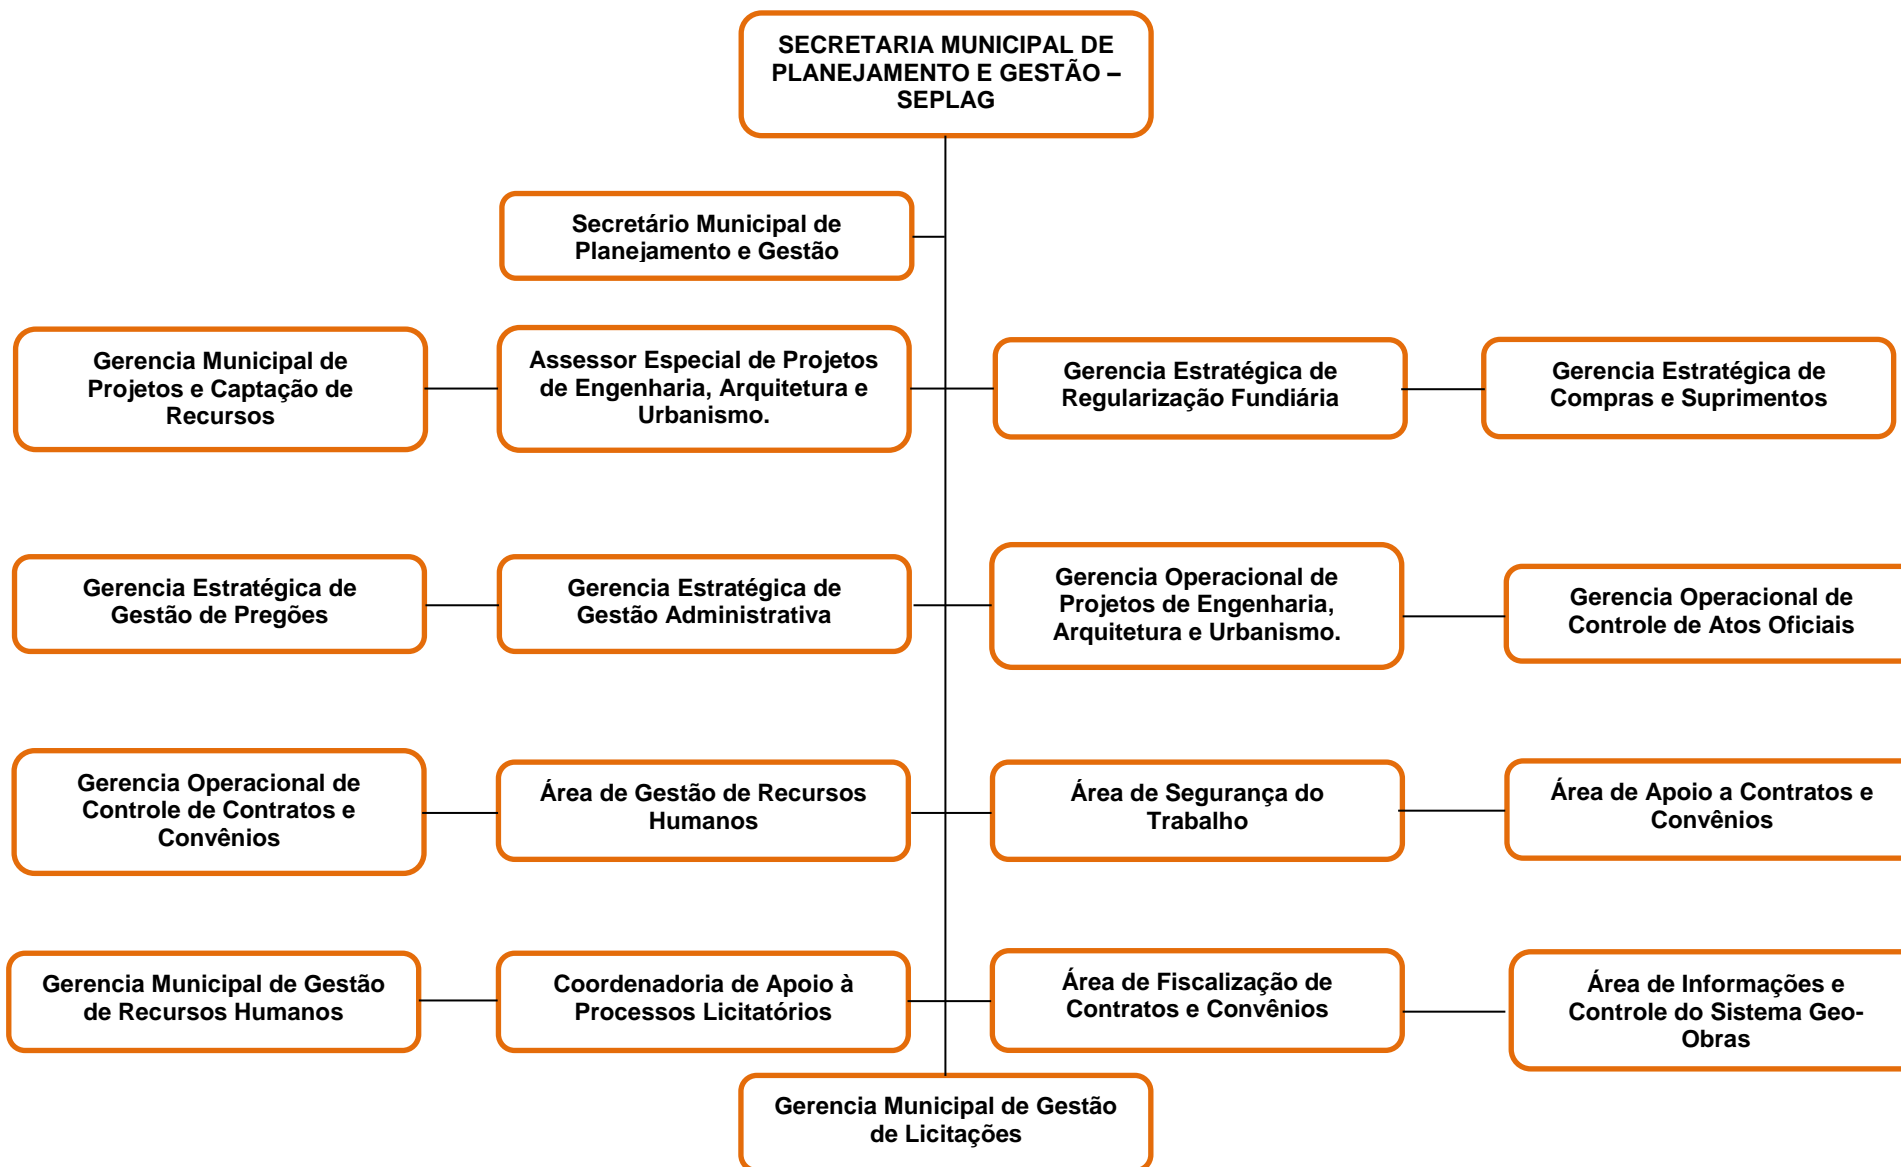 SECRETARIA MUNICIPAL DE
PLANEJAMENTO E GESTÃO –
SEPLAG
Secretário Municipal de
Planejamento e Gestão
Gerencia Municipal de
Projetos e Captação de
Recursos
Assessor Especial de Projetos
de Engenharia, Arquitetura e
Urbanismo.
Gerencia Estratégica de
Regularização Fundiária
Gerencia Estratégica de
Compras e Suprimentos
Gerencia Estratégica de
Gestão de Pregões
Gerencia Estratégica de
Gestão Administrativa
Gerencia Operacional de
Projetos de Engenharia,
Arquitetura e Urbanismo.
Gerencia Operacional de
Controle de Atos Oficiais
Gerencia Operacional de
Controle de Contratos e
Convênios
Área de Gestão de Recursos
Humanos
Área de Segurança do
Trabalho
Área de Apoio a Contratos e
Convênios
Gerencia Municipal de Gestão
de Recursos Humanos
Coordenadoria de Apoio à
Processos Licitatórios
Área de Fiscalização de
Contratos e Convênios
Área de Informações e
Controle do Sistema Geo-
Obras
Gerencia Municipal de Gestão
de Licitações